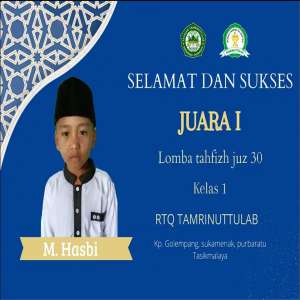 SELAMAT DAN SUKSES
JUARA I
Lomba tahfizh juz 30
Kelas 1
RTQ TAMRINUTTULAB
Kp. Golempang, sukamenak, purbaratu
Tasikmalaya
M. Hasbi